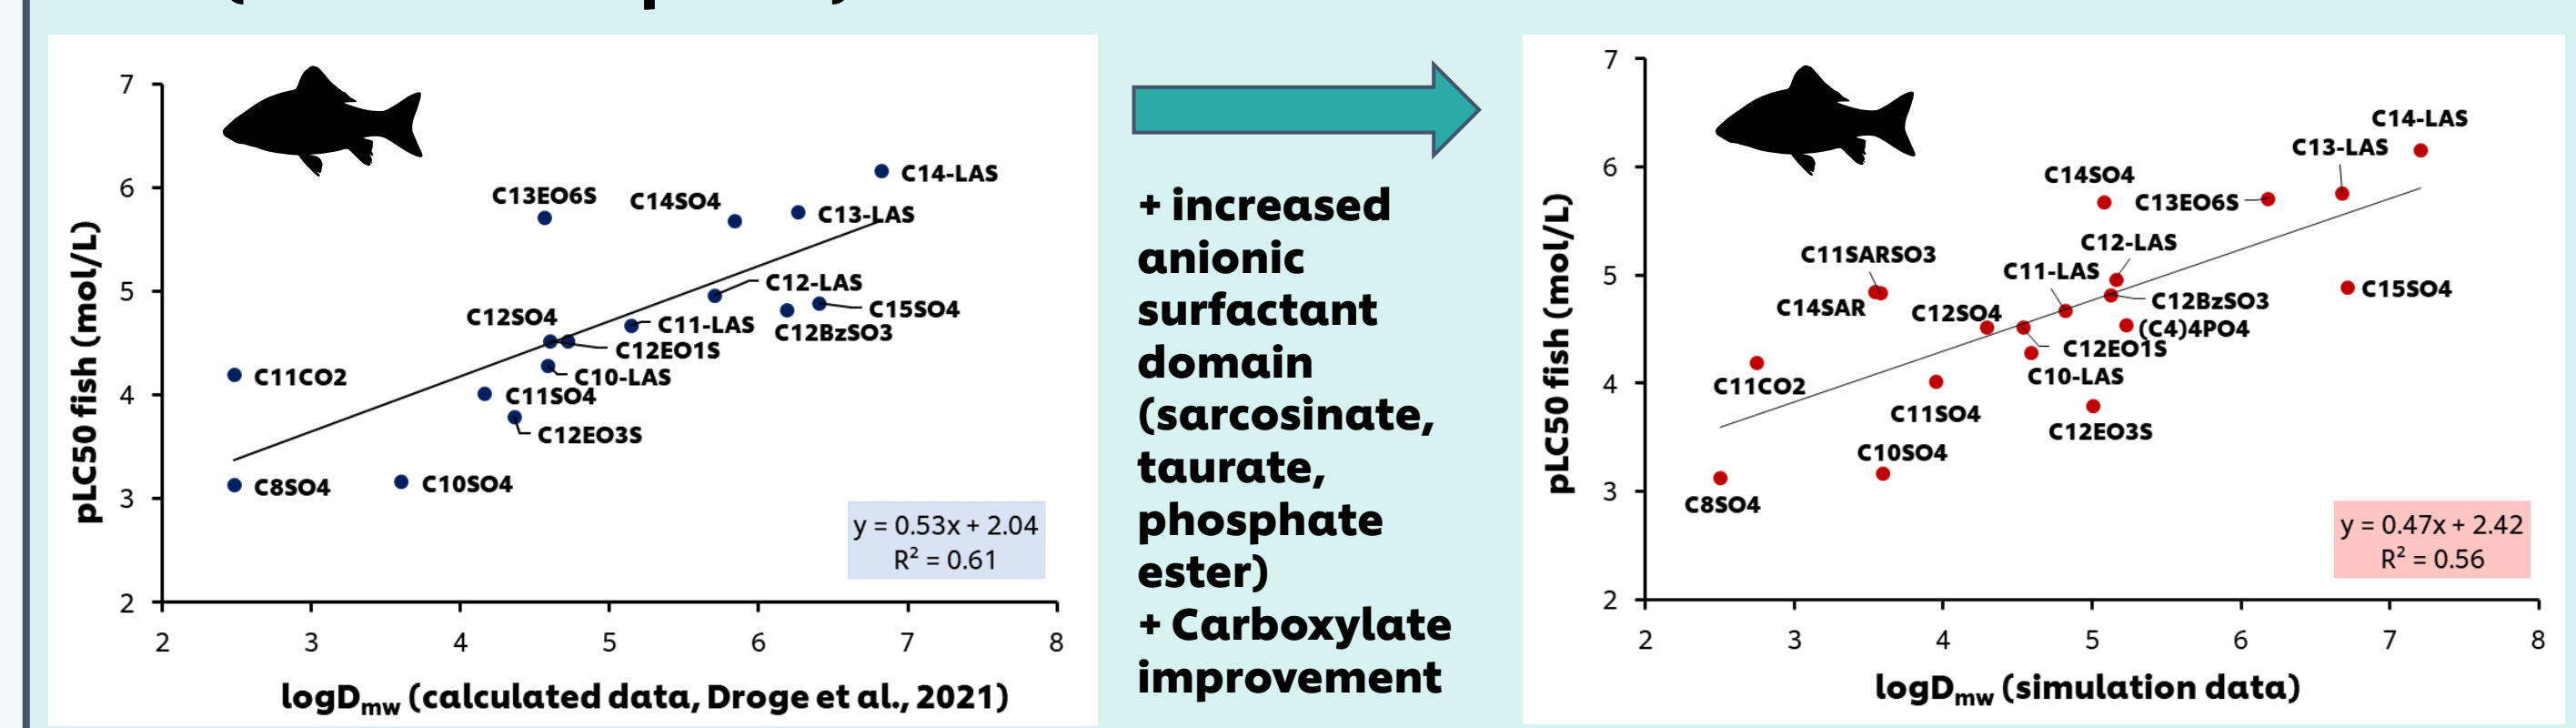 7
6
5
4
3
2
2 3 4 5 6 7 8
pLC50 fish (mol/L)
logDmw (calculated data, Droge et al., 2021)
C14-LAS
C13EO6S
C14SO4
C13-LAS
C12-LAS
C12SO4
C15SO4
C11-LAS
C12BzSO3
C12EO1S
C11CO2
C10-LAS
C11SO4
C12EO3S
C8SO4
C10SO4
y = 0.53x + 2.04
R² = 0.61
+ increased
anionic
surfactant
domain
(sarcosinate,
taurate,
phosphate
ester)
+ Carboxylate
improvement
7
6
5
4
3
2
2 3 4 5 6 7 8
pLC50 fish (mol/L)
logDmw (simulation data)
C14-LAS
C13-LAS
C14SO4
C13EO6S
C12-LAS
C11SARSO3
C11-LAS
C15SO4
C12BzSO3
C14SAR
C12SO4
(C4)4PO4
C12EO1S
C10-LAS
C11CO2
C11SO4
C12EO3S
C10SO4
C8SO4
y = 0.47x + 2.42
R² = 0.56